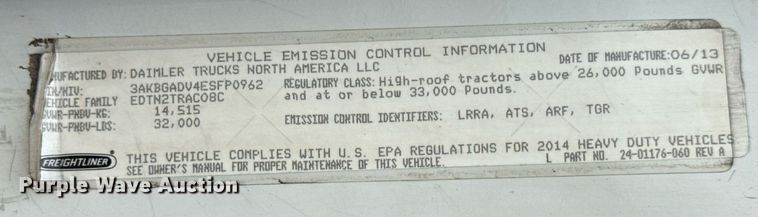 VEHICLE EMISSION CONTROL INFORMATION
MANUFACTURED BY: DAIMLER TRUCKS NORTH AMERICA LLC DATE OF MANUFACTURE: 06/13
VIN/NIV: 3AKBGADV4ESFP0962 REGULATORY CLASS: High-roof tractors above 26,000 Pounds GVWR
VEHICLE FAMILY EDTN2TRAC08C and at or below 33,000 Pounds.
GVWR-PNBV-KG: 14,515
GVWR-PNBV-LBS: 32,000 EMISSION CONTROL IDENTIFIERS: LRRA, ATS, ARF, TGR
FREIGHTLINER THIS VEHICLE COMPLIES WITH U.S. EPA REGULATIONS FOR 2014 HEAVY DUTY VEHICLES
SEE OWNER'S MANUAL FOR PROPER MAINTENANCE OF THIS VEHICLE. L PART NO. 24-01176-060 REV A
Purple Wave Auction